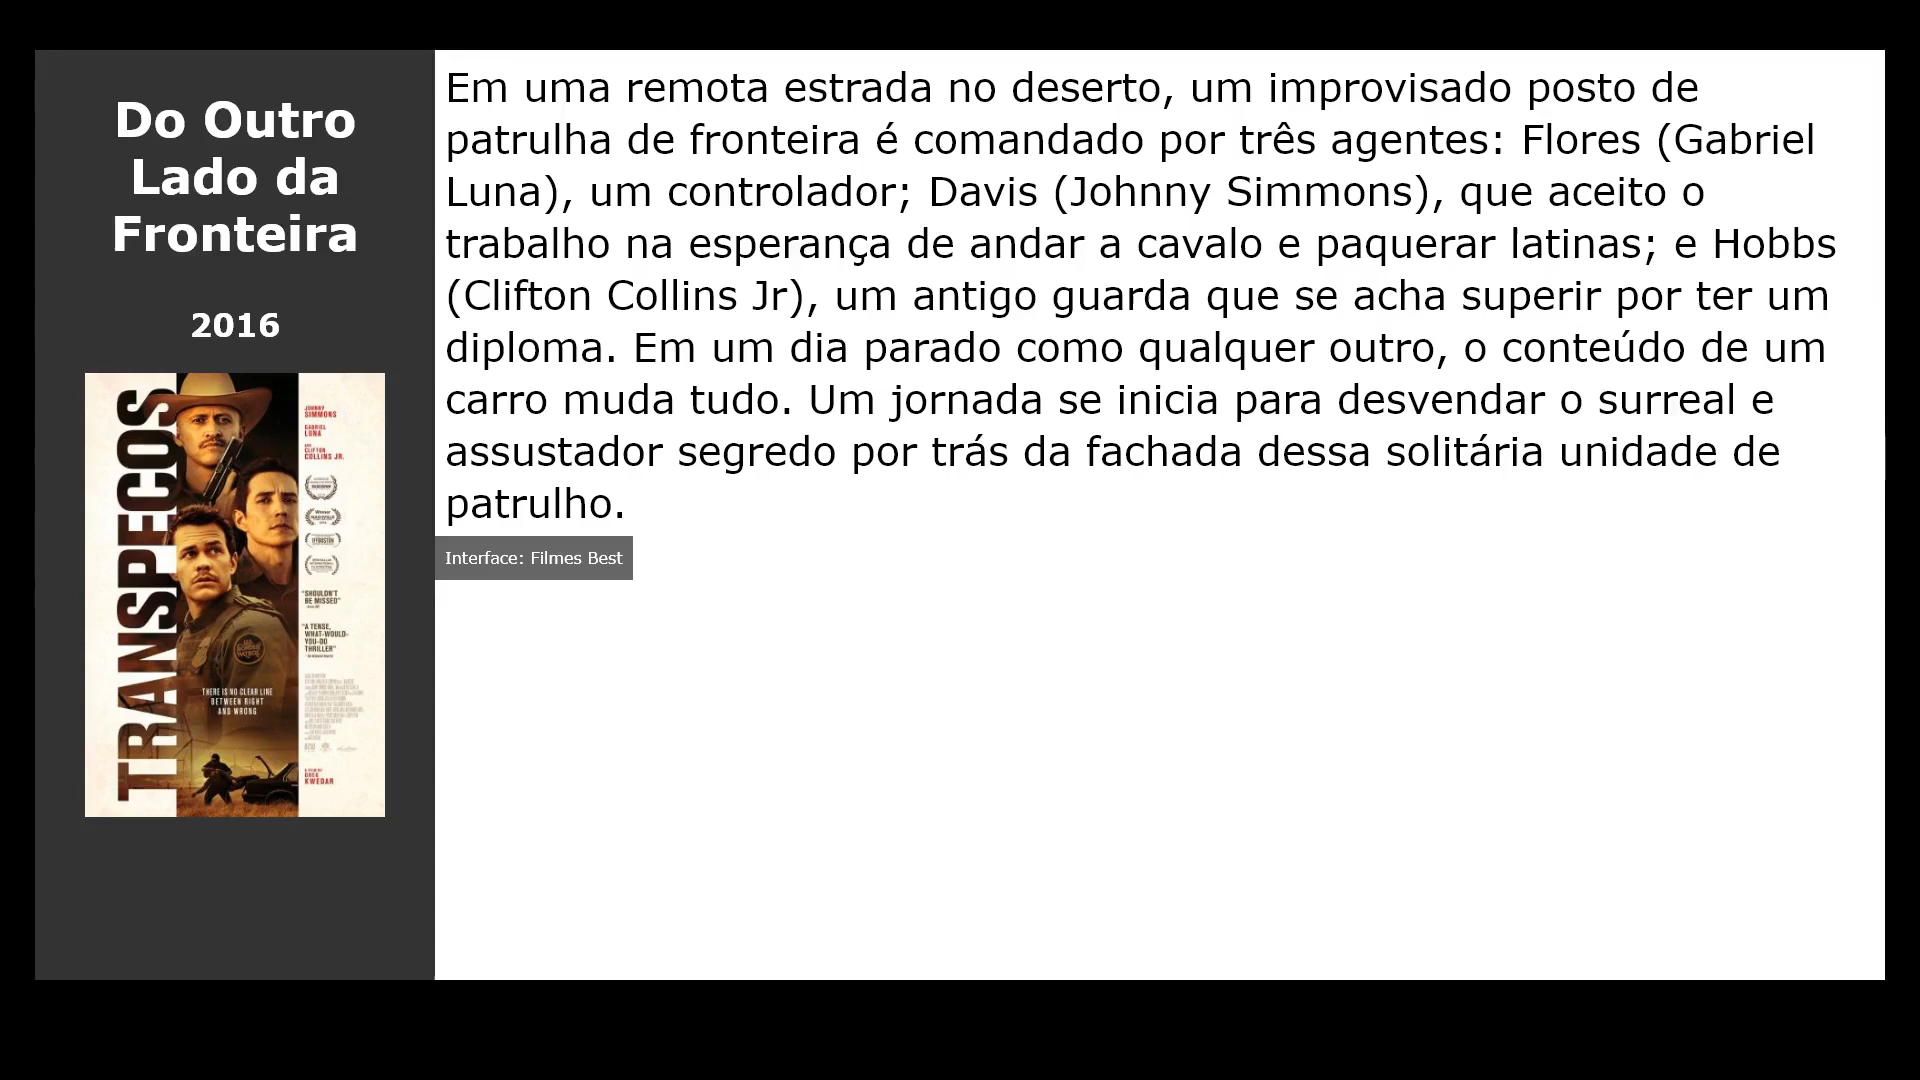 Do Outro
Lado da
Fronteira
2016
TRANSPECOS
JOHNNY
SIMMONS
GABRIEL
LUNA
AND
CLIFTON
COLLINS JR.
"SHOULDN'T
BE MISSED"
"A TENSE,
WHAT-WOULD-
YOU-DO
THRILLER"
THERE IS NO CLEAR LINE
BETWEEN RIGHT
AND WRONG
A FILM BY
GREG
KWEDAR
Em uma remota estrada no deserto, um improvisado posto de
patrulha de fronteira é comandado por três agentes: Flores (Gabriel
Luna), um controlador; Davis (Johnny Simmons), que aceito o
trabalho na esperança de andar a cavalo e paquerar latinas; e Hobbs
(Clifton Collins Jr), um antigo guarda que se acha superir por ter um
diploma. Em um dia parado como qualquer outro, o conteúdo de um
carro muda tudo. Um jornada se inicia para desvendar o surreal e
assustador segredo por trás da fachada dessa solitária unidade de
patrulho.
Interface: Filmes Best